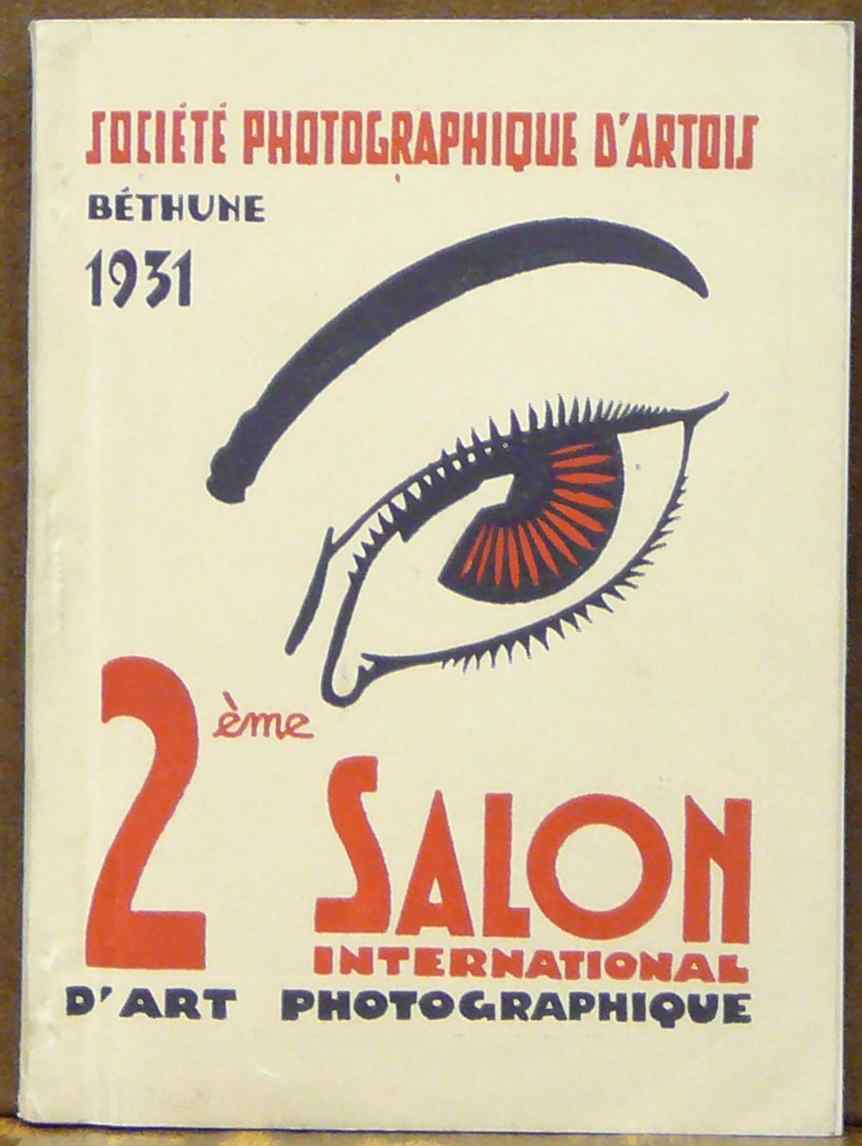 SOCIÉTÉ PHOTOGRAPHIQUE D'ARTOIS
BÉTHUNE
1931
2ème SALON
INTERNATIONAL
D'ART PHOTOGRAPHIQUE